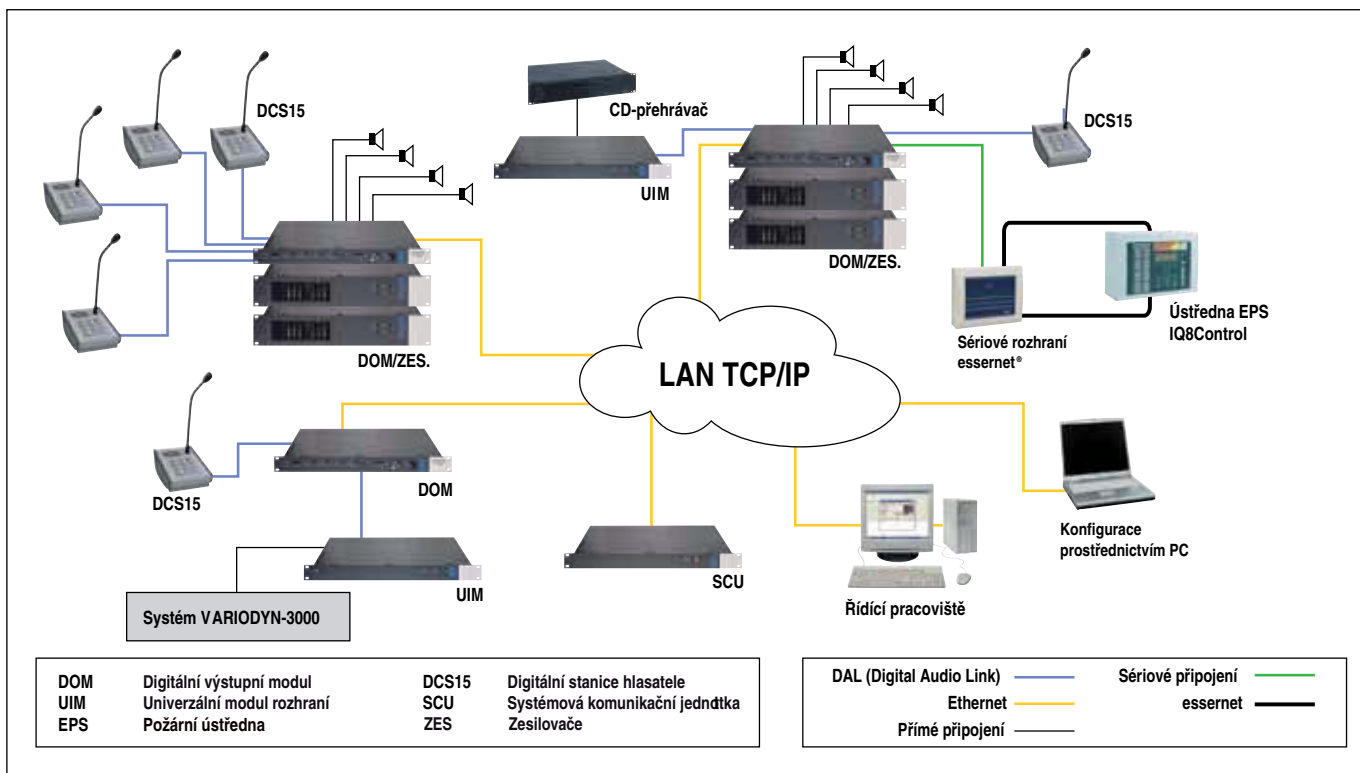 DCS15
CD-přehrávač
DCS15
UIM
DOM/ZES.
DOM/ZES.
Sériové rozhraní
essernet®
Ústředna EPS
IQ8Control
LAN TCP/IP
DCS15
DOM
UIM
SCU
Řídící pracoviště
Konfigurace
prostřednictvím PC
Systém VARIODYN-3000
DOM Digitální výstupní modul
UIM Univerzální modul rozhraní
EPS Požární ústředna
DCS15 Digitální stanice hlasatele
SCU Systémová komunikační jednotka
ZES Zesilovače
DAL (Digital Audio Link)
Ethernet
Přímé připojení
Sériové připojení
essernet